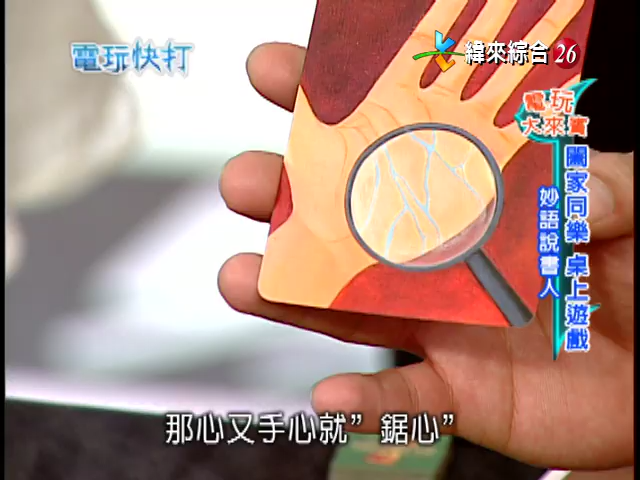 電玩快打
緯來綜合 26
電玩
大來賓
闔家同樂 桌上遊戲
妙語說書人
那心又手心就”鋸心”